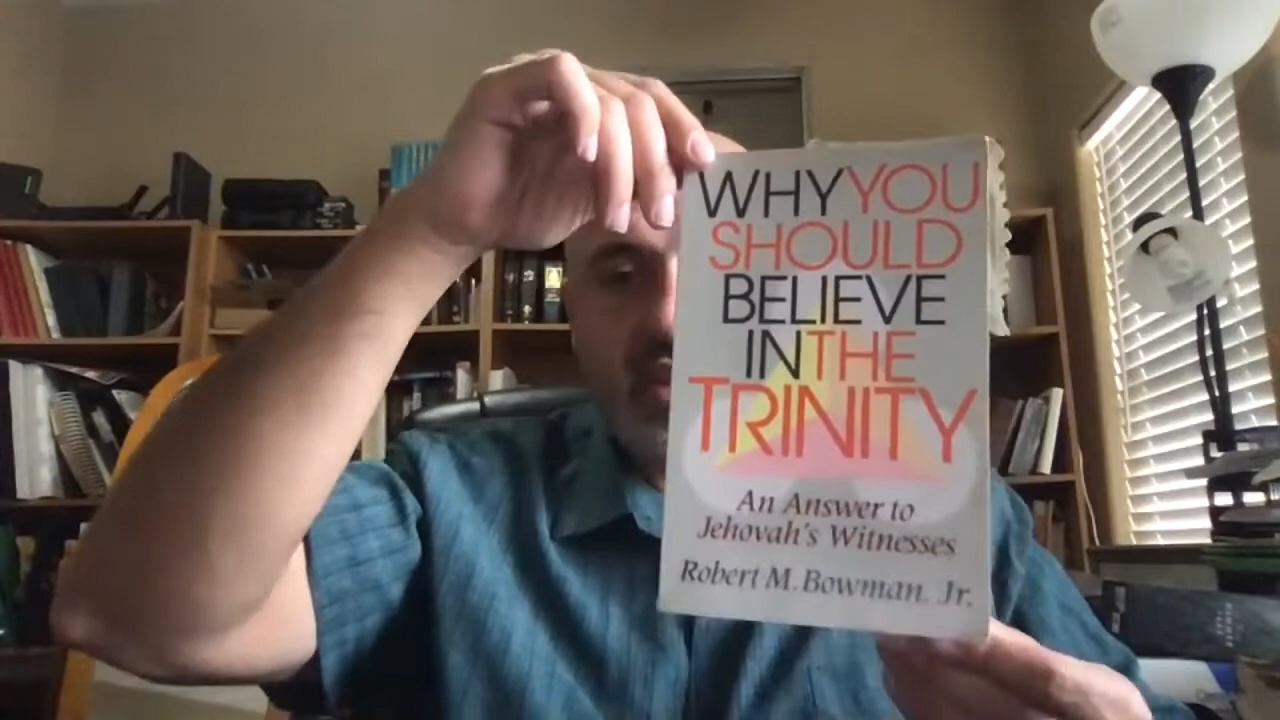 WHY YOU
SHOULD
BELIEVE
IN THE
TRINITY
An Answer to
Jehovah's Witnesses
Robert M. Bowman, Jr.